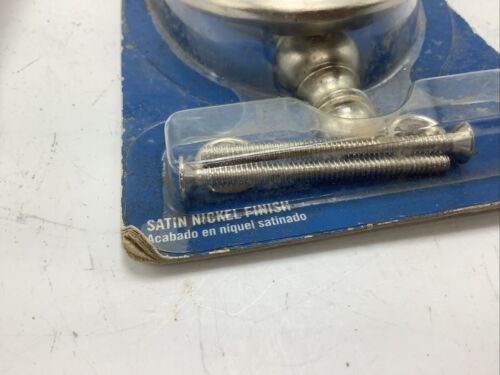 SATIN NICKEL FINISH
Acabado en níquel satinado